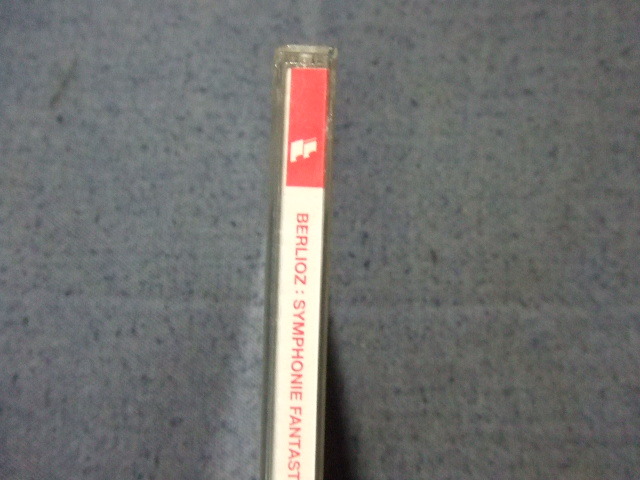 BERLIOZ : SYMPHONIE FANTAST